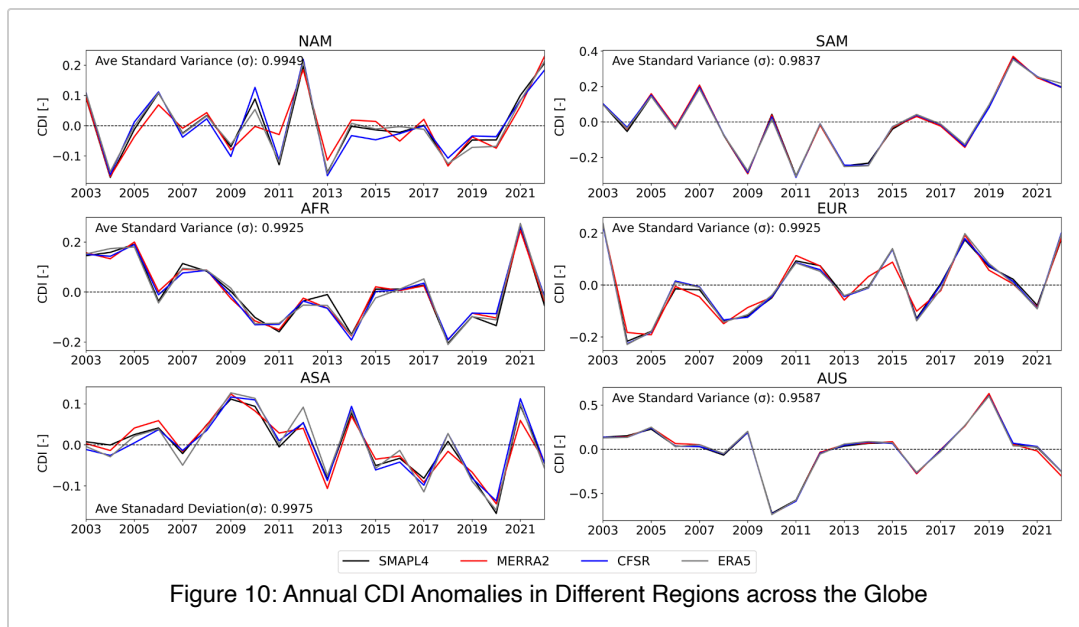 NAM
Ave Standard Variance (σ): 0.9949
CDI [-]
0.2
0.1
0.0
−0.1
2003 2005 2007 2009 2011 2013 2015 2017 2019 2021
SAM
Ave Standard Variance (σ): 0.9837
CDI [-]
0.4
0.2
0.0
−0.2
2003 2005 2007 2009 2011 2013 2015 2017 2019 2021
AFR
Ave Standard Variance (σ): 0.9925
CDI [-]
0.2
0.0
−0.2
2003 2005 2007 2009 2011 2013 2015 2017 2019 2021
EUR
Ave Standard Variance (σ): 0.9925
CDI [-]
0.2
0.0
−0.2
2003 2005 2007 2009 2011 2013 2015 2017 2019 2021
ASA
CDI [-]
0.1
0.0
−0.1
Ave Stanadard Deviation(σ): 0.9975
2003 2005 2007 2009 2011 2013 2015 2017 2019 2021
AUS
Ave Standard Variance (σ): 0.9587
CDI [-]
0.5
0.0
−0.5
2003 2005 2007 2009 2011 2013 2015 2017 2019 2021
SMAPL4 MERRA2 CFSR ERA5
Figure 10: Annual CDI Anomalies in Different Regions across the Globe